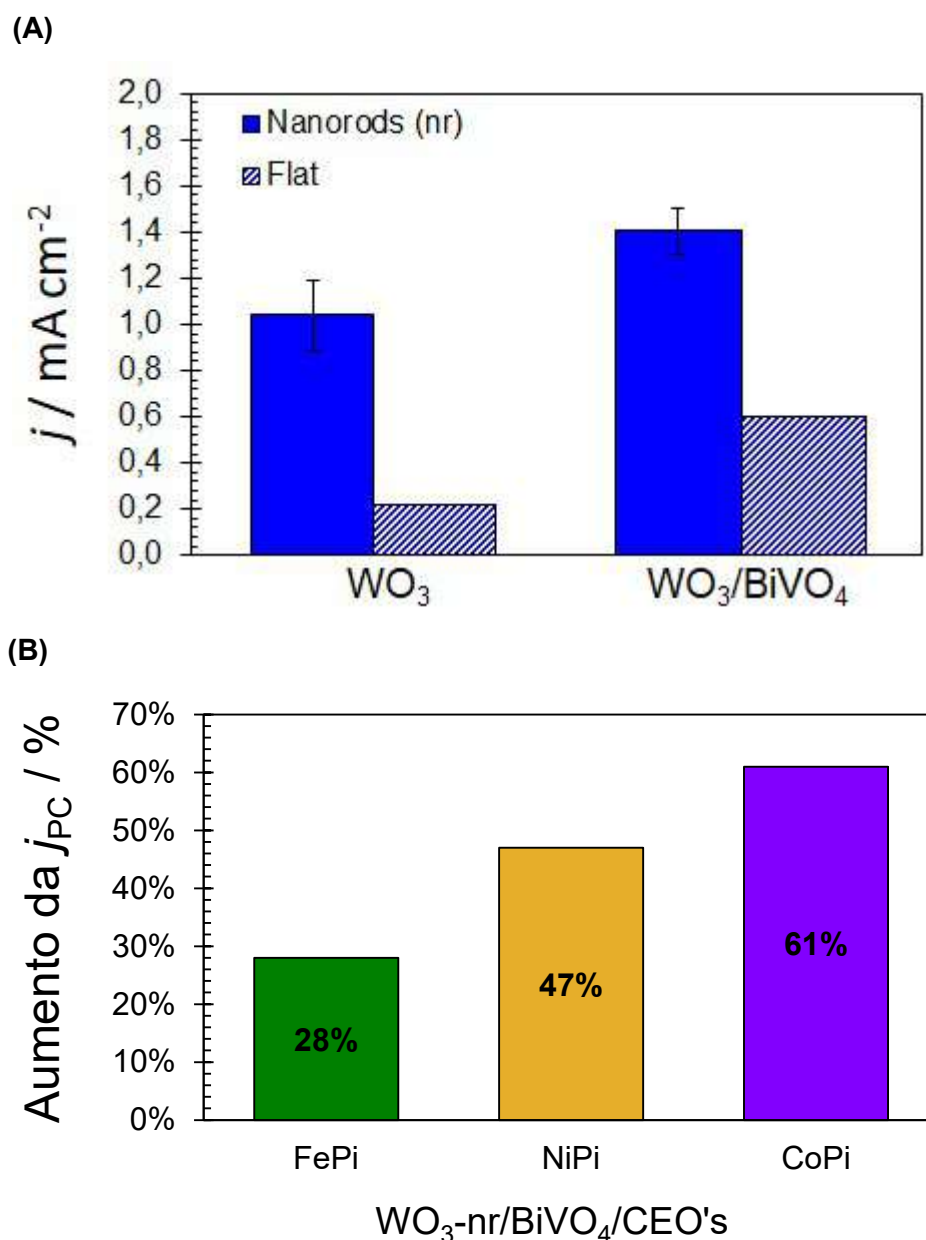 (A)
2,0
1,8
1,6
1,4
1,2
1,0
0,8
0,6
0,4
0,2
0,0
j / mA cm⁻²
Nanorods (nr)
Flat
WO₃
WO₃/BiVO₄
(B)
70%
60%
50%
40%
30%
20%
10%
0%
Aumento da jPC / %
28%
47%
61%
FePi
NiPi
CoPi
WO₃-nr/BiVO₄/CEO's